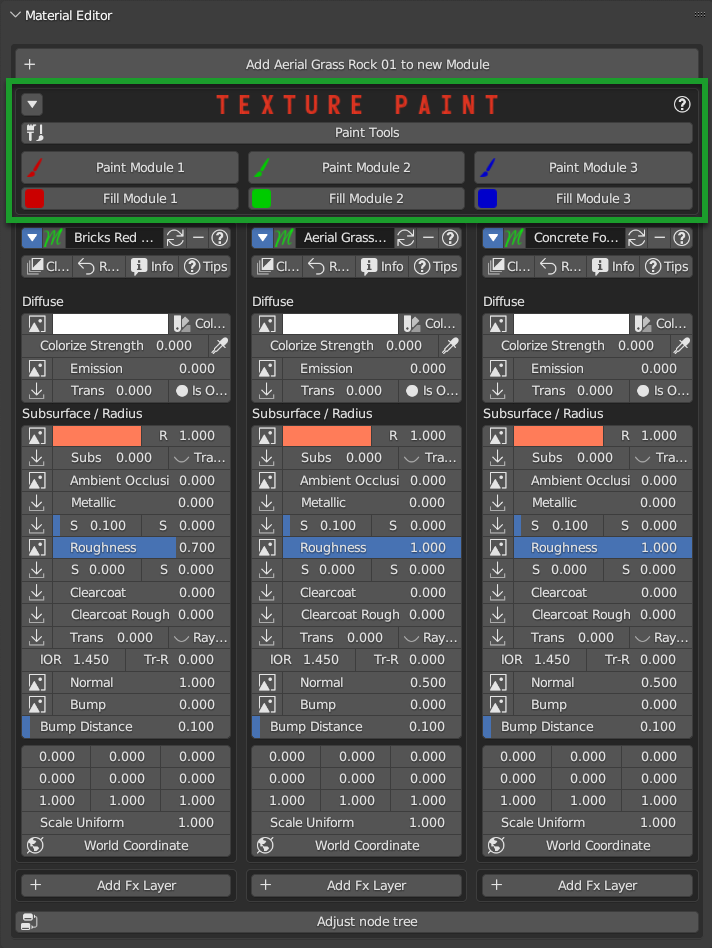 Material Editor
Add Aerial Grass Rock 01 to new Module
TEXTURE PAINT
Paint Tools
Paint Module 1 Paint Module 2 Paint Module 3
Fill Module 1 Fill Module 2 Fill Module 3
Bricks Red ... Aerial Grass... Concrete Fo...
Cl... R... Info Tips Cl... R... Info Tips Cl... R... Info Tips
Diffuse Diffuse Diffuse
Col... Col... Col...
Colorize Strength 0.000 Colorize Strength 0.000 Colorize Strength 0.000
Emission 0.000 Emission 0.000 Emission 0.000
Trans 0.000 Is O... Trans 0.000 Is O... Trans 0.000 Is O...
Subsurface / Radius Subsurface / Radius Subsurface / Radius
R 1.000 R 1.000 R 1.000
Subs 0.000 Tra... Subs 0.000 Tra... Subs 0.000 Tra...
Ambient Occlusi 0.000 Ambient Occlusi 0.000 Ambient Occlusi 0.000
Metallic 0.000 Metallic 0.000 Metallic 0.000
S 0.100 S 0.000 S 0.100 S 0.000 S 0.100 S 0.000
Roughness 0.700 Roughness 1.000 Roughness 1.000
S 0.000 S 0.000 S 0.000 S 0.000 S 0.000 S 0.000
Clearcoat 0.000 Clearcoat 0.000 Clearcoat 0.000
Clearcoat Rough 0.000 Clearcoat Rough 0.000 Clearcoat Rough 0.000
Trans 0.000 Ray... Trans 0.000 Ray... Trans 0.000 Ray...
IOR 1.450 Tr-R 0.000 IOR 1.450 Tr-R 0.000 IOR 1.450 Tr-R 0.000
Normal 1.000 Normal 0.500 Normal 0.500
Bump 0.000 Bump 0.000 Bump 0.000
Bump Distance 0.100 Bump Distance 0.100 Bump Distance 0.100
0.000 0.000 0.000 0.000 0.000 0.000 0.000 0.000 0.000
0.000 0.000 0.000 0.000 0.000 0.000 0.000 0.000 0.000
1.000 1.000 1.000 1.000 1.000 1.000 1.000 1.000 1.000
Scale Uniform 1.000 Scale Uniform 1.000 Scale Uniform 1.000
World Coordinate World Coordinate World Coordinate
Add Fx Layer Add Fx Layer Add Fx Layer
Adjust node tree